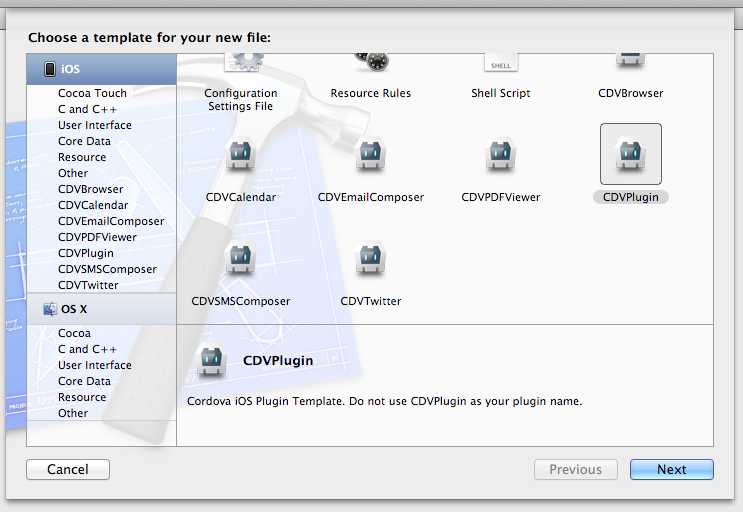 Choose a template for your new file:
iOS
Cocoa Touch
C and C++
User Interface
Core Data
Resource
Other
CDVBrowser
CDVCalendar
CDVEmailComposer
CDVPDFViewer
CDVPlugin
CDVSMSComposer
CDVTwitter
OS X
Cocoa
C and C++
User Interface
Core Data
Resource
Other
SHELL
Configuration
Settings File
Resource Rules
Shell Script
CDVBrowser
CDVCalendar
CDVEmailComposer
CDVPDFViewer
CDVPlugin
CDVSMSComposer
CDVTwitter
CDVPlugin
Cordova iOS Plugin Template. Do not use CDVPlugin as your plugin name.
Cancel
Previous
Next